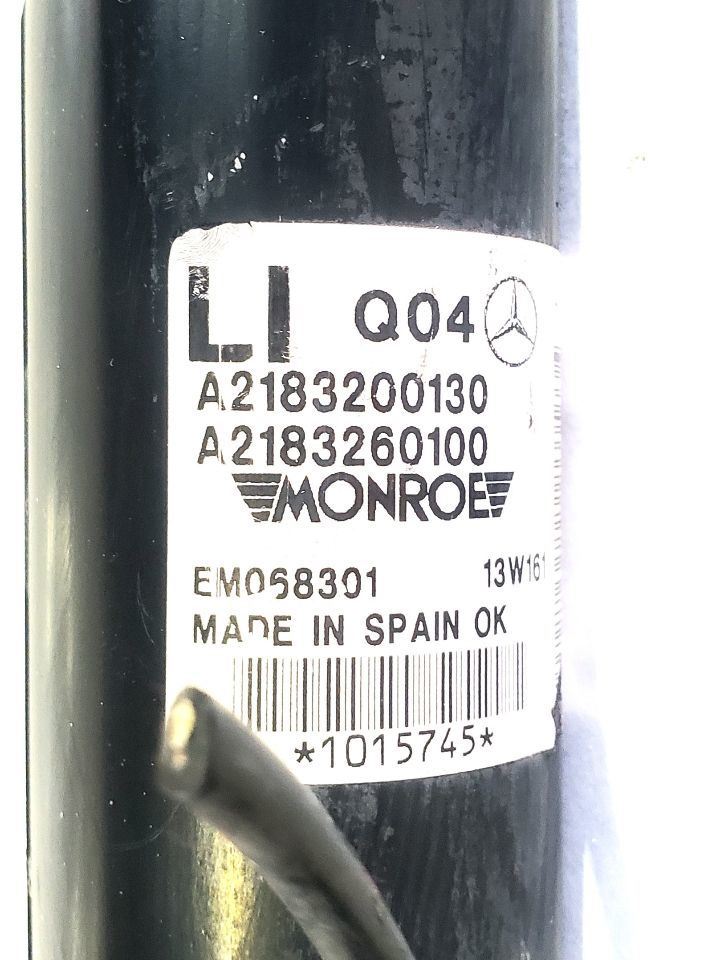 LI Q04
A2183200130
A2183260100
MONROE
EM068301 13W161
MADE IN SPAIN OK
*1015745*